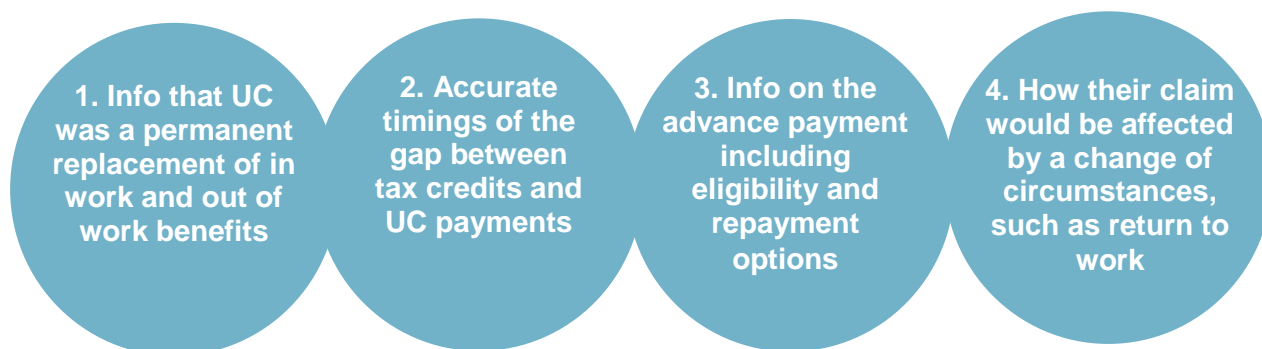 1. Info that UC
was a permanent
replacement of in
work and out of
work benefits
2. Accurate
timings of the
gap between
tax credits and
UC payments
3. Info on the
advance payment
including
eligibility and
repayment
options
4. How their claim
would be affected
by a change of
circumstances,
such as return to
work